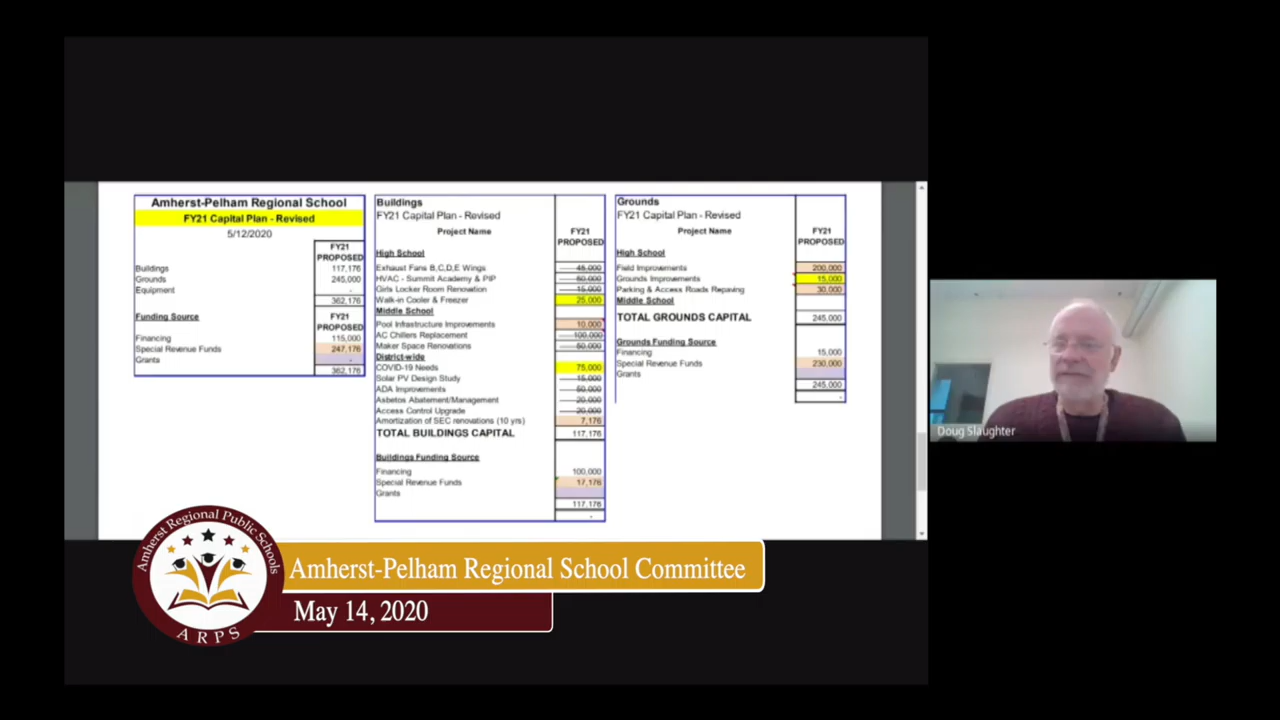 Amherst-Pelham Regional School
FY21 Capital Plan - Revised
5/12/2020
FY21
PROPOSED
Buildings 117,176
Grounds 245,000
Equipment -
362,176
Funding Source FY21
PROPOSED
Financing 115,000
Special Revenue Funds 247,176
Grants -
362,176
Buildings
FY21 Capital Plan - Revised
Project Name FY21
PROPOSED
High School
Exhaust Fans B,C,D,E Wings 45,000
HVAC - Summit Academy & PIP 50,000
Girls Locker Room Renovation 15,000
Walk-in Cooler & Freezer 25,000
Middle School
Pool Infrastructure Improvements 10,000
AC Chillers Replacement 100,000
Maker Space Renovations 50,000
District-wide
COVID-19 Needs 75,000
Solar PV Design Study 15,000
ADA Improvements 50,000
Asbetos Abatement/Management 20,000
Access Control Upgrade 20,000
Amortization of SEC renovations (10 yrs) 7,176
TOTAL BUILDINGS CAPITAL 117,176
Buildings Funding Source
Financing 100,000
Special Revenue Funds 17,176
Grants
117,176
-
Grounds
FY21 Capital Plan - Revised
Project Name FY21
PROPOSED
High School
Field Improvements 200,000
Grounds Improvements 15,000
Parking & Access Roads Repaving 30,000
Middle School
TOTAL GROUNDS CAPITAL 245,000
Grounds Funding Source
Financing 15,000
Special Revenue Funds 230,000
Grants
245,000
-
Doug Slaughter
Amherst Regional Public Schools
ARPS
Amherst-Pelham Regional School Committee
May 14, 2020